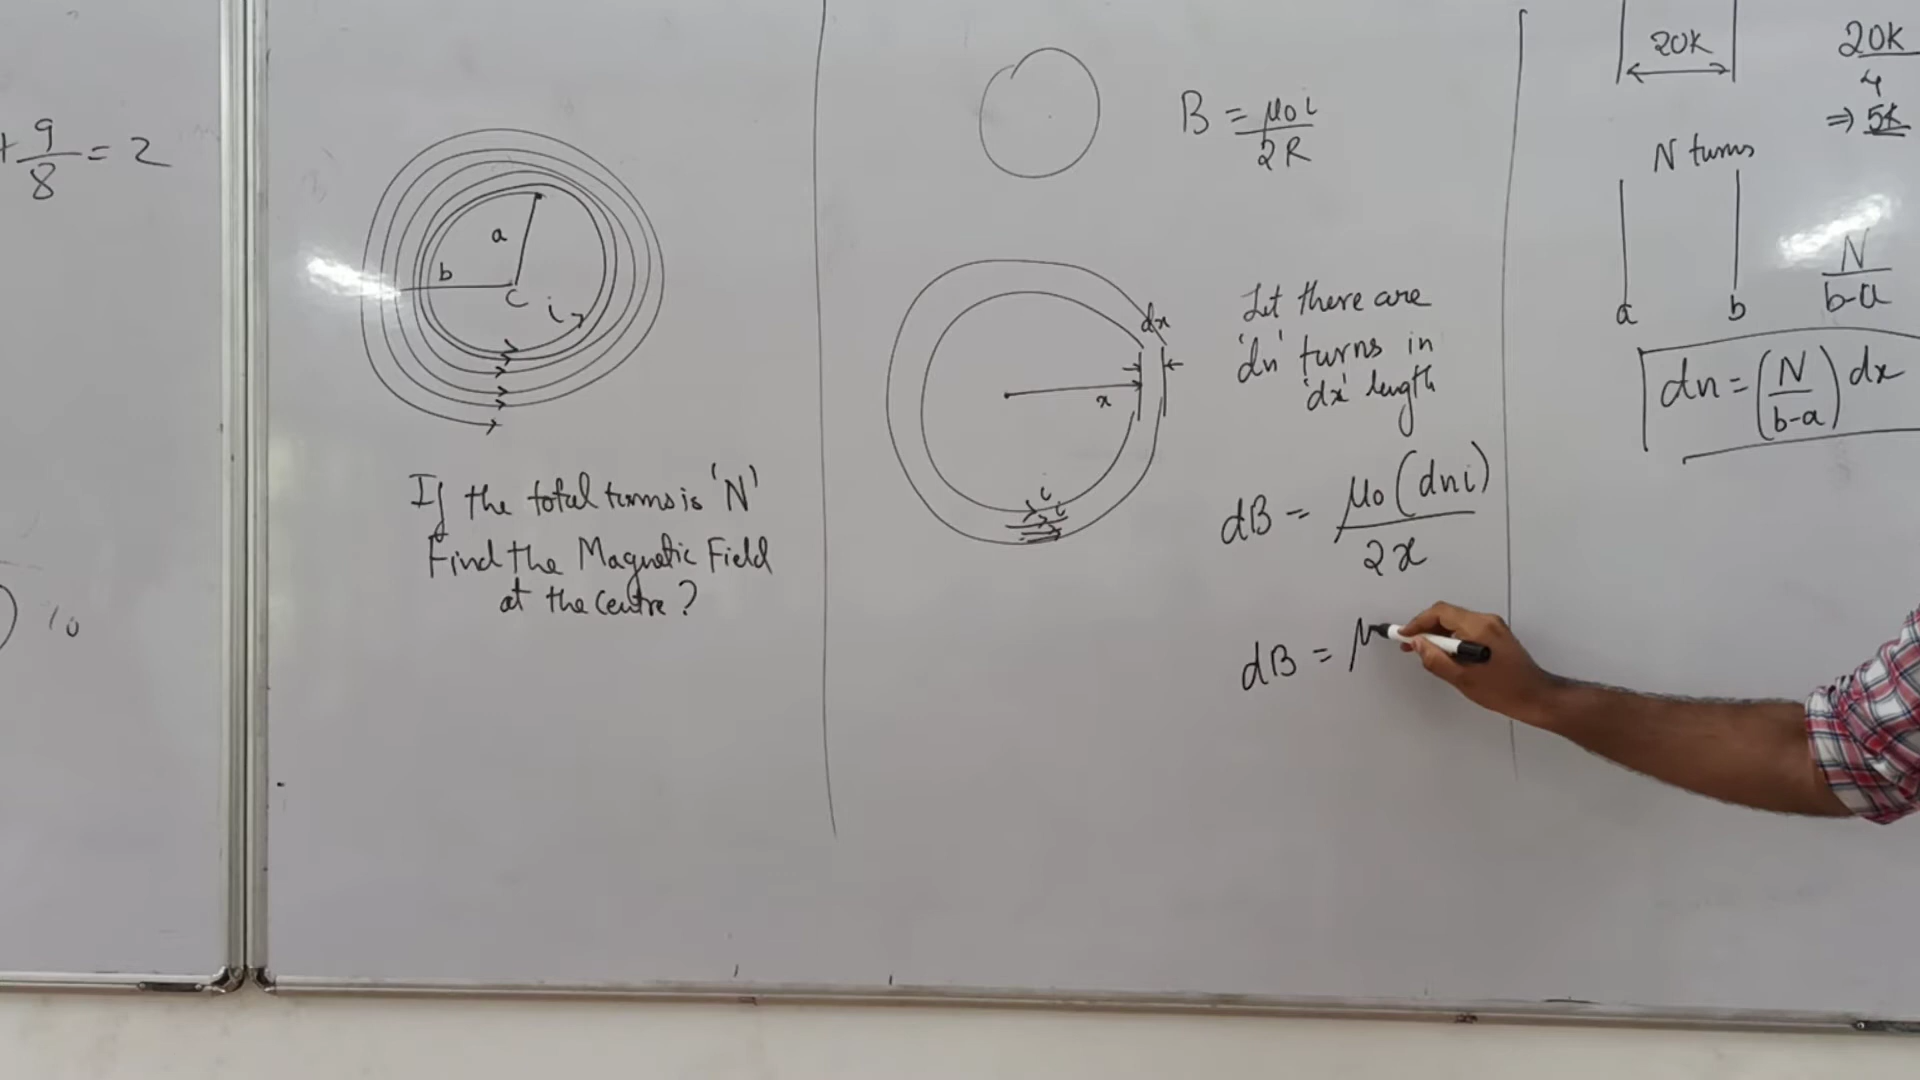 + 9/8 = 2
) 10
a
b
C
i
If the total turns is 'N'
Find the Magnetic Field
at the centre?
B = μ0 i / 2R
dx
x
i
i
Let there are
'dn' turns in
'dx' length
dB = μ0 (dni) / 2x
dB = μ
20K
20K / 4
⇒ 5K
N turns
a b
N / b-a
dn = (N / b-a) dx